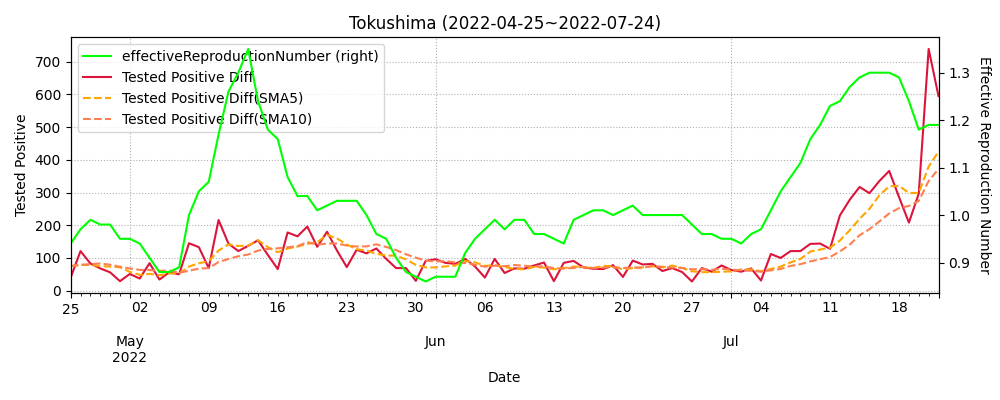 Tokushima (2022-04-25~2022-07-24)
effectiveReproductionNumber (right)
Tested Positive Diff
Tested Positive Diff(SMA5)
Tested Positive Diff(SMA10)
Tested Positive
700
600
500
400
300
200
100
0
1.3
1.2
1.1
1.0
0.9
Effective Reproduction Number
25 02 09 16 23 30 06 13 20 27 04 11 18
May Jun Jul
2022
Date